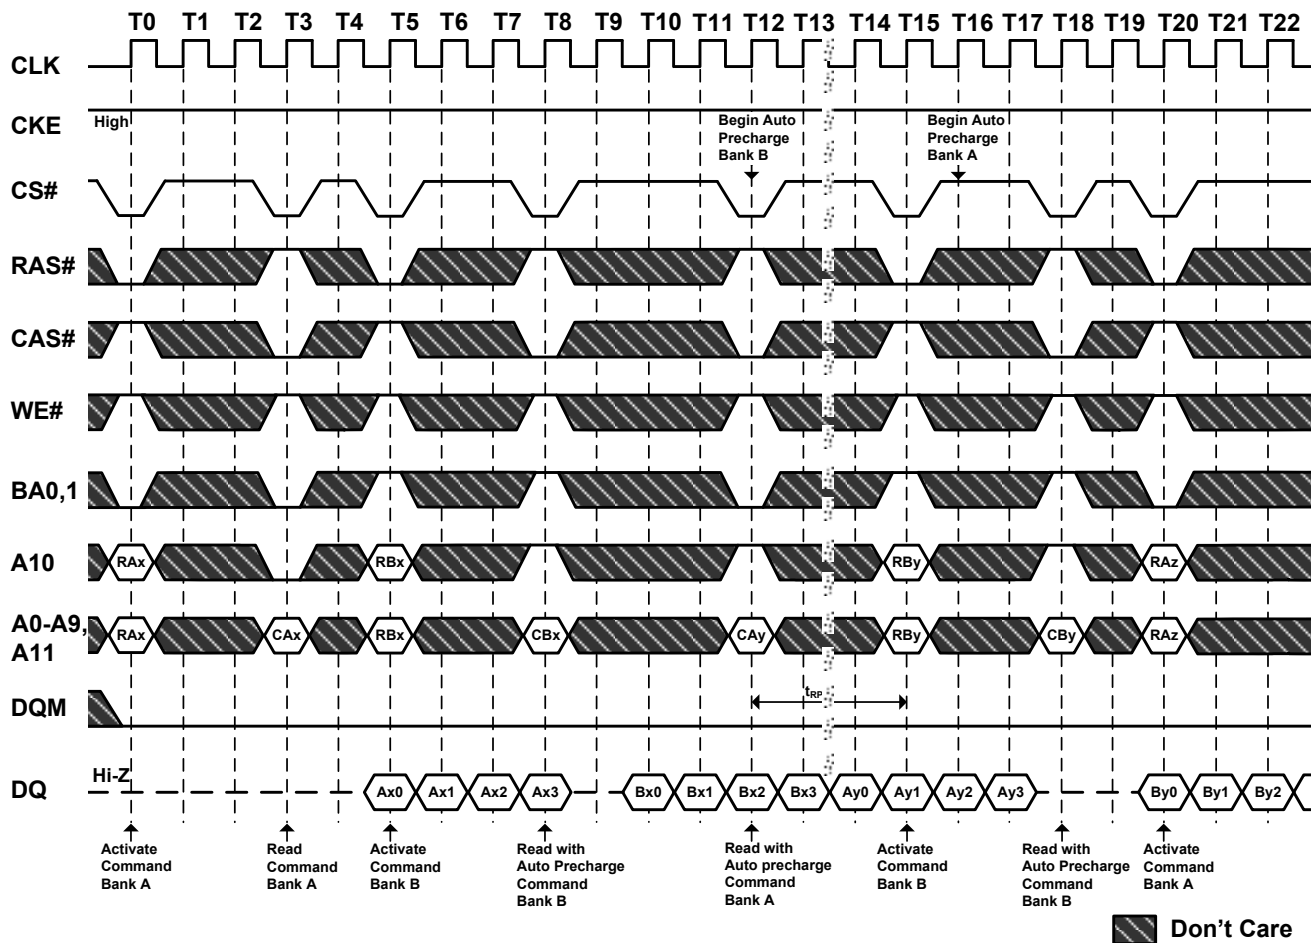 T0 T1 T2 T3 T4 T5 T6 T7 T8 T9 T10 T11 T12 T13 T14 T15 T16 T17 T18 T19 T20 T21 T22
CLK
CKE
High
Begin Auto
Precharge
Bank B
Begin Auto
Precharge
Bank A
CS#
RAS#
CAS#
WE#
BA0,1
A10
RAx RBx RBy RAz
A0-A9,
A11
RAx CAx RBx CBx CAy RBy CBy RAz
DQM
tRP
DQ
Hi-Z
Ax0 Ax1 Ax2 Ax3 Bx0 Bx1 Bx2 Bx3 Ay0 Ay1 Ay2 Ay3 By0 By1 By2
Activate
Command
Bank A
Read
Command
Bank A
Activate
Command
Bank B
Read with
Auto Precharge
Command
Bank B
Read with
Auto precharge
Command
Bank A
Activate
Command
Bank B
Read with
Auto Precharge
Command
Bank B
Activate
Command
Bank A
Don't Care